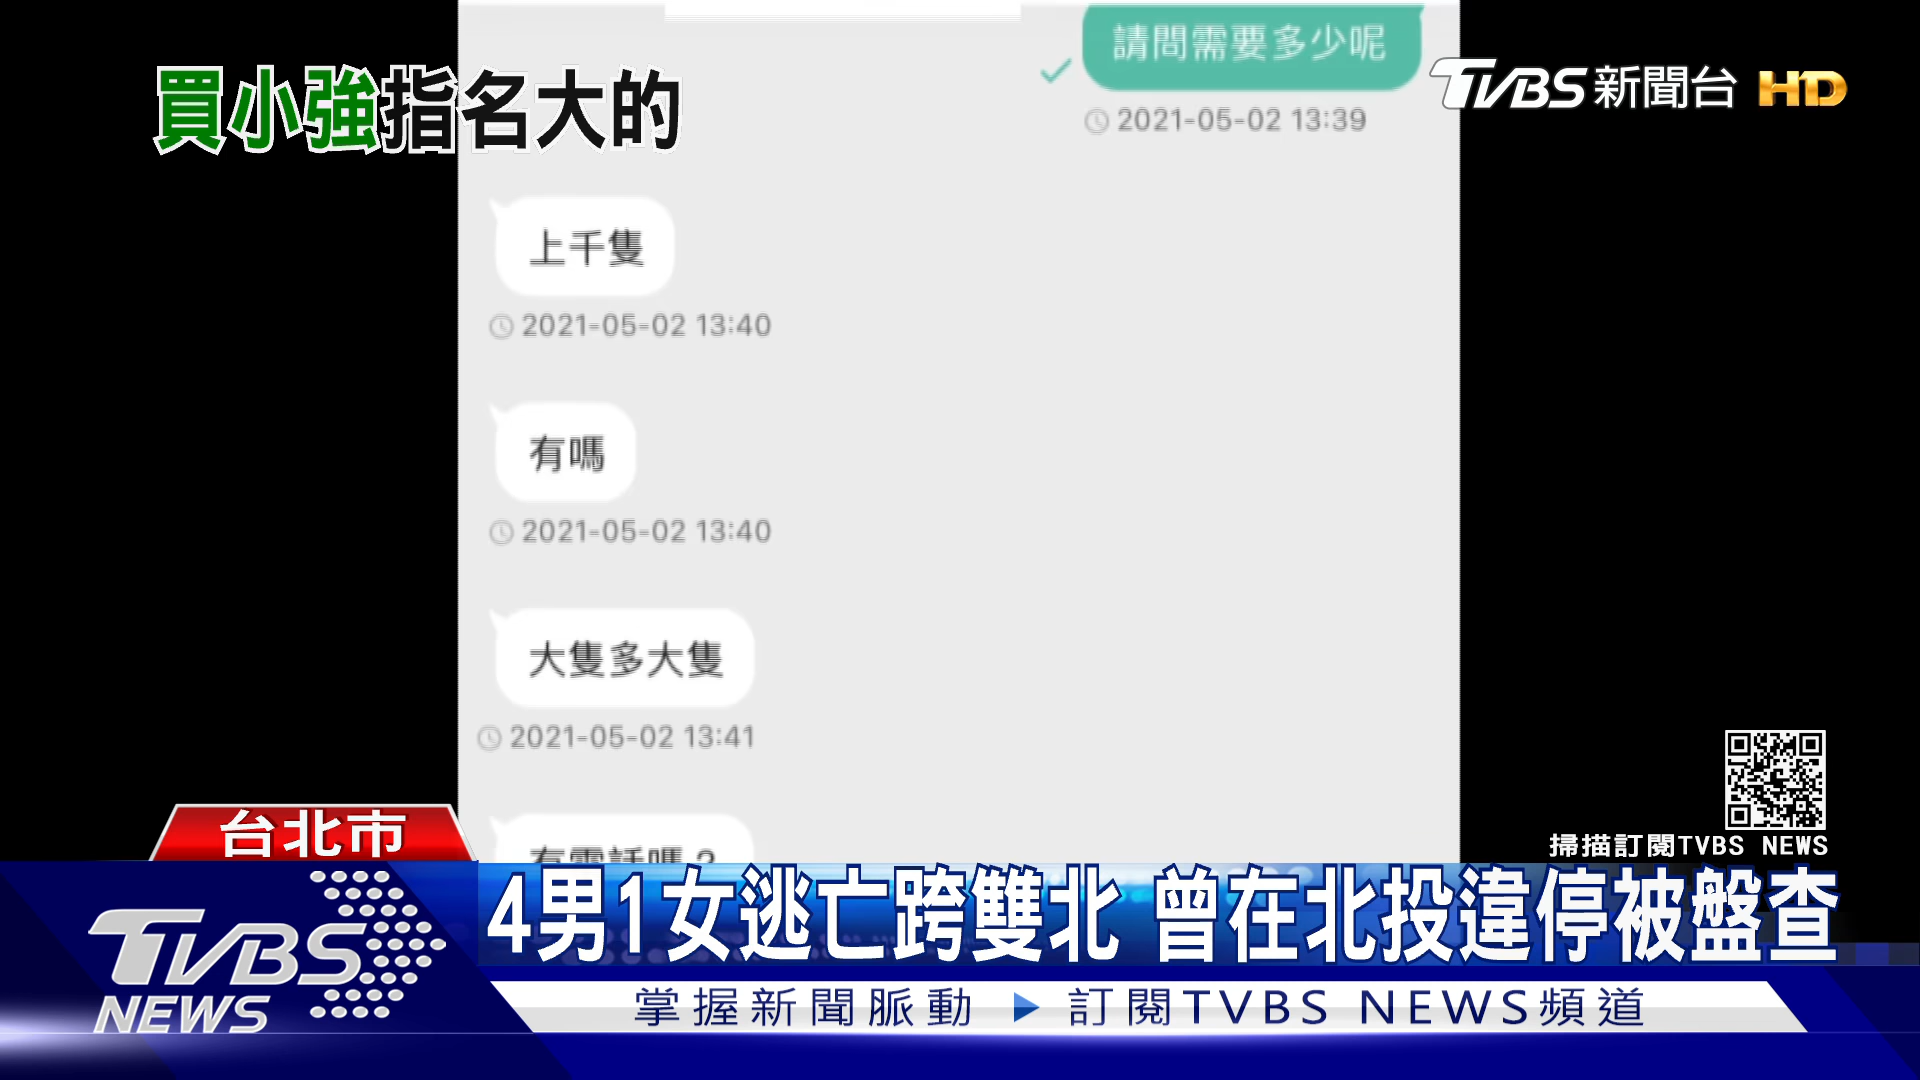 請問需要多少呢
2021-05-02 13:39
TVBS新聞台 HD
買小強指名大的
上千隻
2021-05-02 13:40
有嗎
2021-05-02 13:40
大隻多大隻
2021-05-02 13:41
有電話嗎？
掃描訂閱TVBS NEWS
台北市
4男1女逃亡跨雙北 曾在北投違停被盤查
TVBS
NEWS
掌握新聞脈動 ▶ 訂閱TVBS NEWS頻道